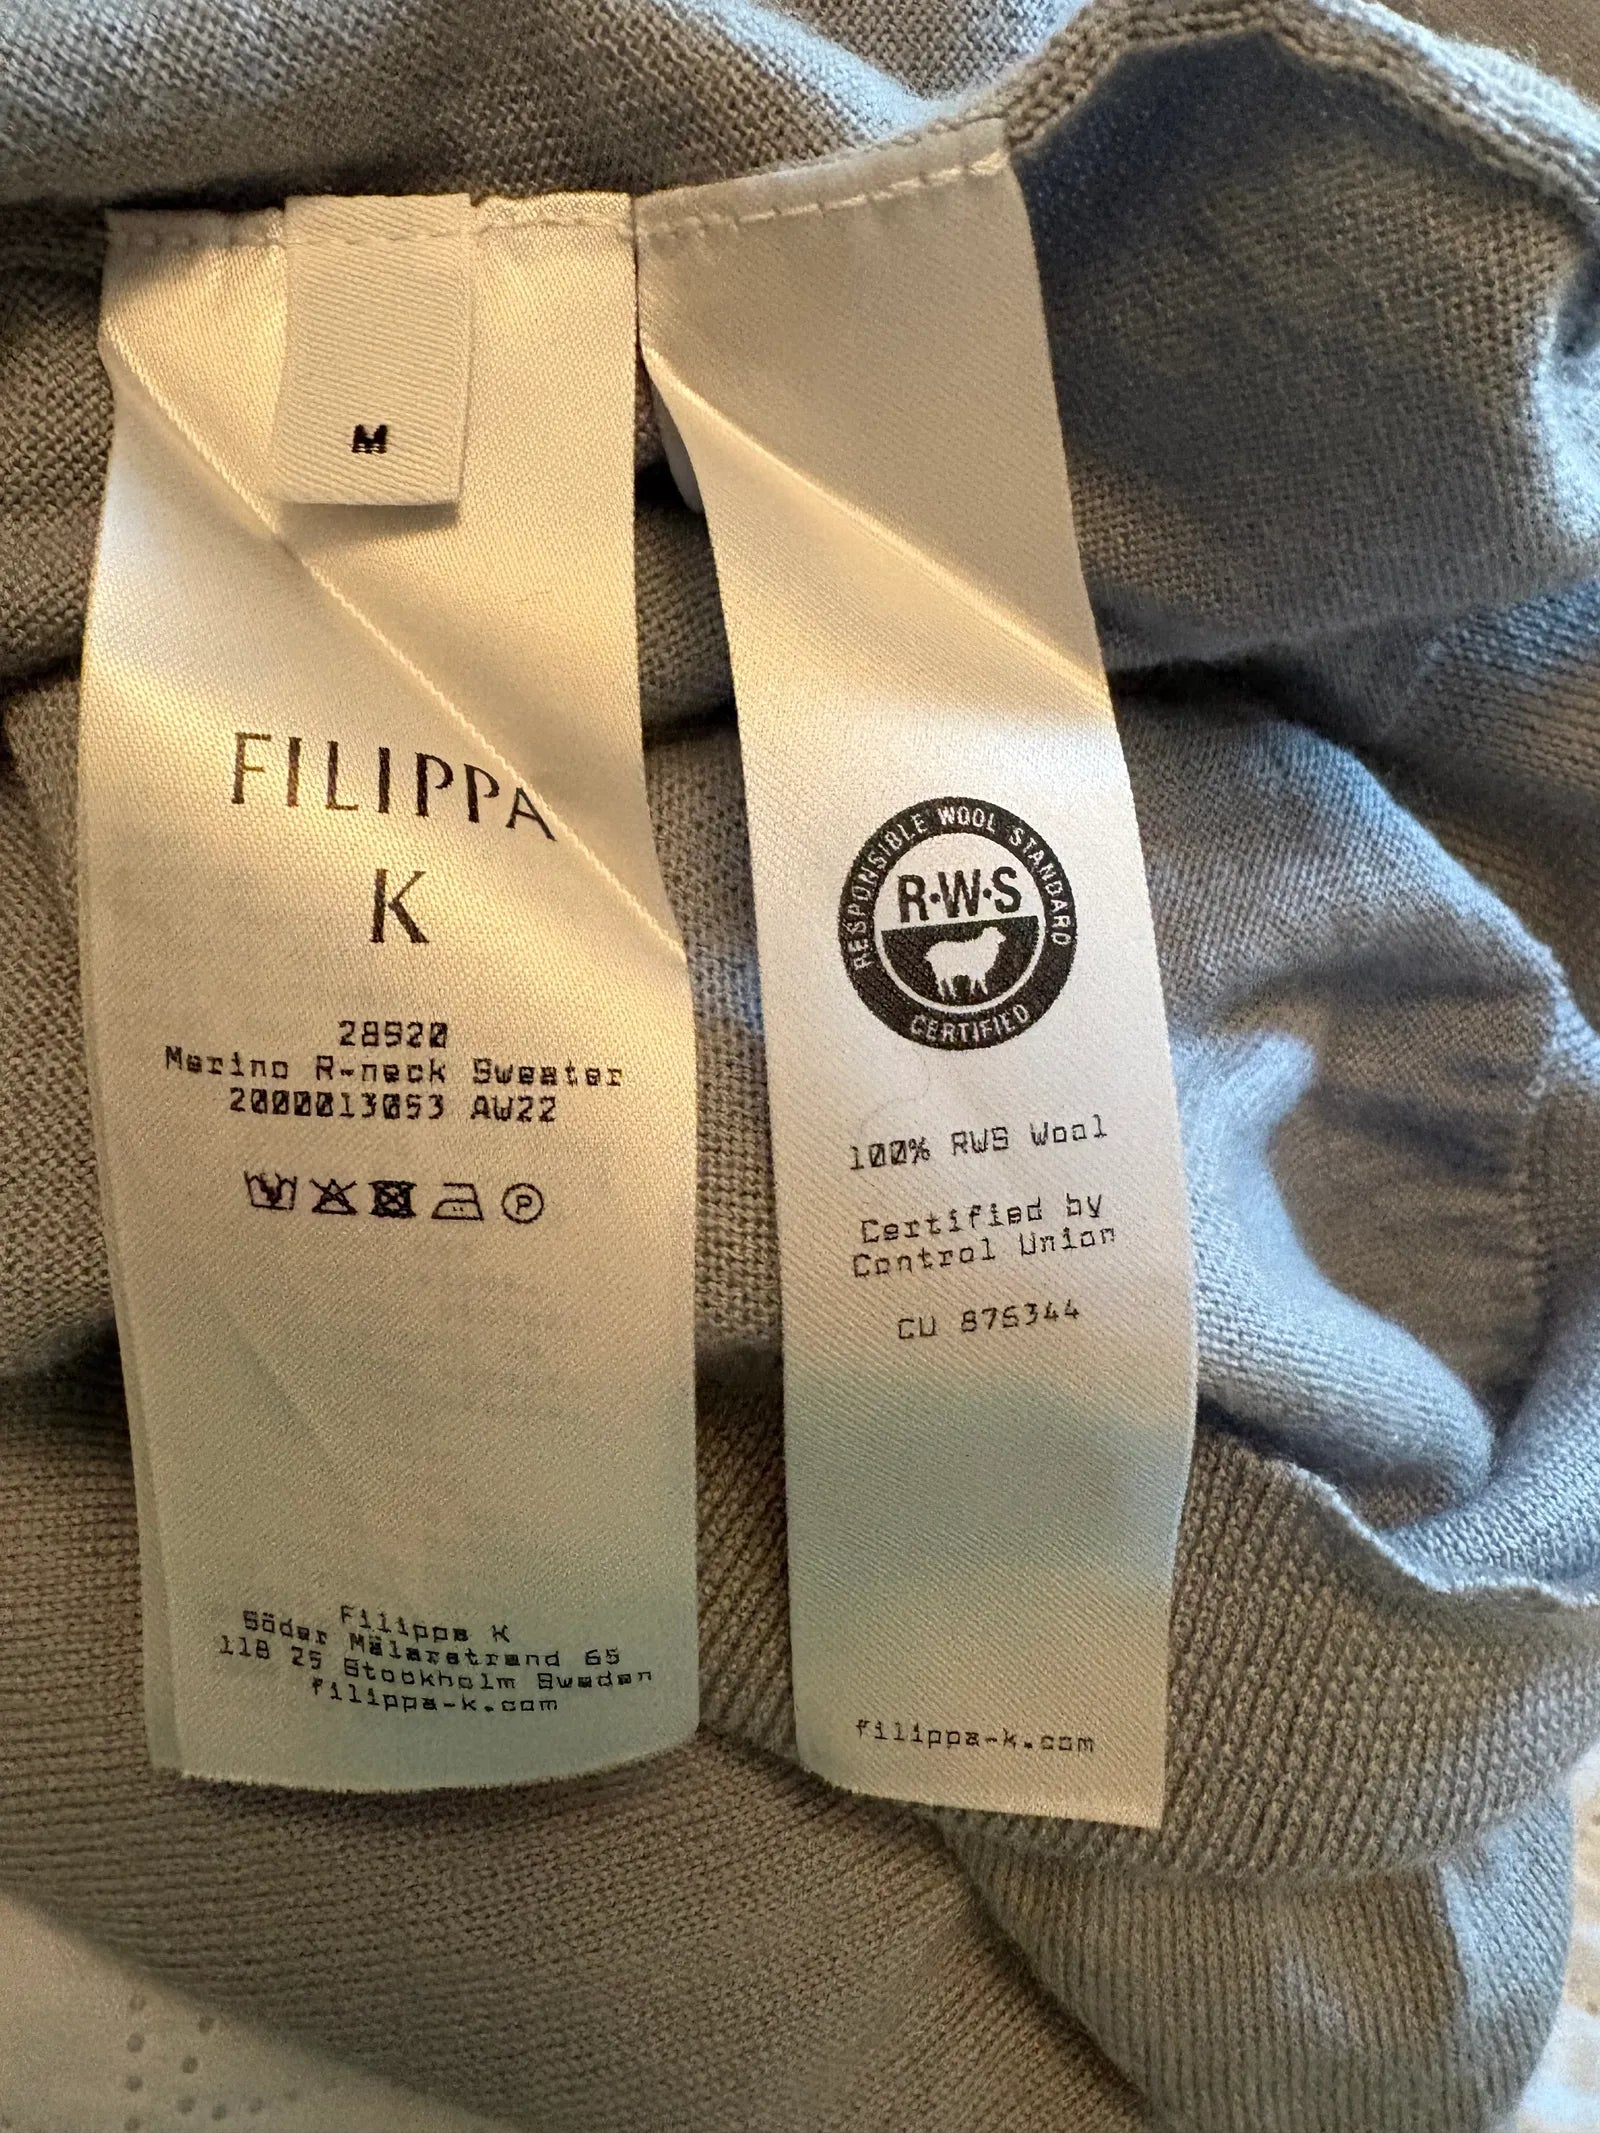 M
FILIPPA
K
28520
Merino R-neck Sweater
2000013053 AW22
P
Filippa K
Söder Mälarstrand 65
118 25 Stockholm Sweden
filippa-k.com
RESPONSIBLE WOOL STANDARD
R·W·S
CERTIFIED
100% RWS Wool
Certified by
Control Union
CU 876344
filippa-k.com